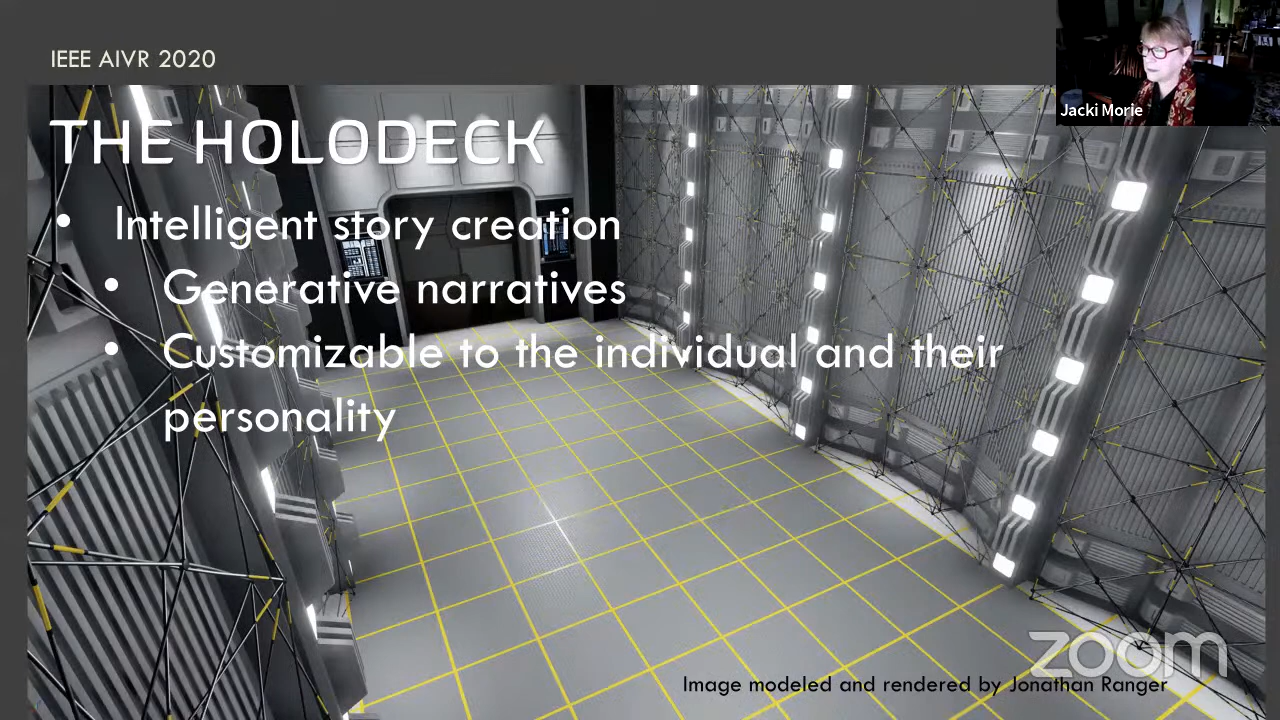 IEEE AIVR 2020
Jacki Morie
THE HOLODECK
• Intelligent story creation
• Generative narratives
• Customizable to the individual and their
personality
zoom
Image modeled and rendered by Jonathan Ranger